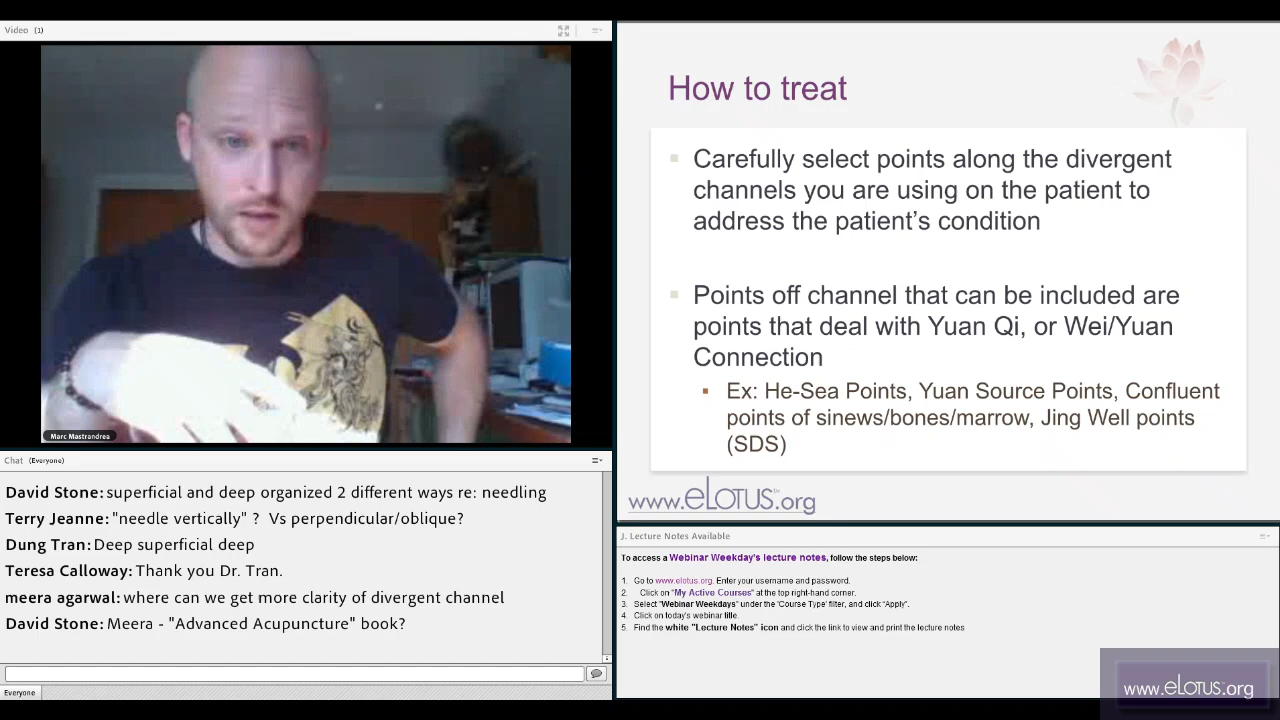 Video (1)
Marc Mastrandrea
Chat (Everyone)
David Stone: superficial and deep organized 2 different ways re: needling
Terry Jeanne: "needle vertically" ? Vs perpendicular/oblique?
Dung Tran: Deep superficial deep
Teresa Calloway: Thank you Dr. Tran.
meera agarwal: where can we get more clarity of divergent channel
David Stone: Meera - "Advanced Acupuncture" book?
Everyone
How to treat
Carefully select points along the divergent
channels you are using on the patient to
address the patient's condition
Points off channel that can be included are
points that deal with Yuan Qi, or Wei/Yuan
Connection
Ex: He-Sea Points, Yuan Source Points, Confluent
points of sinews/bones/marrow, Jing Well points
(SDS)
www.eLOTUS.org
J. Lecture Notes Available
To access a Webinar Weekday's lecture notes, follow the steps below:
1. Go to www.elotus.org. Enter your username and password.
2. Click on "My Active Courses" at the top right-hand corner.
3. Select "Webinar Weekdays" under the 'Course Type' filter, and click "Apply".
4. Click on today's webinar title.
5. Find the white "Lecture Notes" icon and click the link to view and print the lecture notes
www.eLOTUS.org